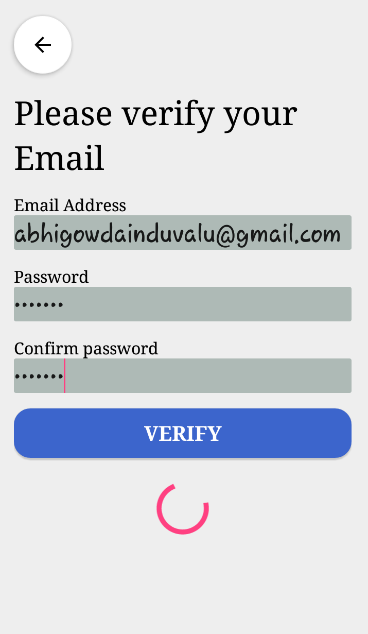 Please verify your
Email
Email Address
abhigowdainduvalu@gmail.com
Password
•••••••
Confirm password
•••••••
VERIFY